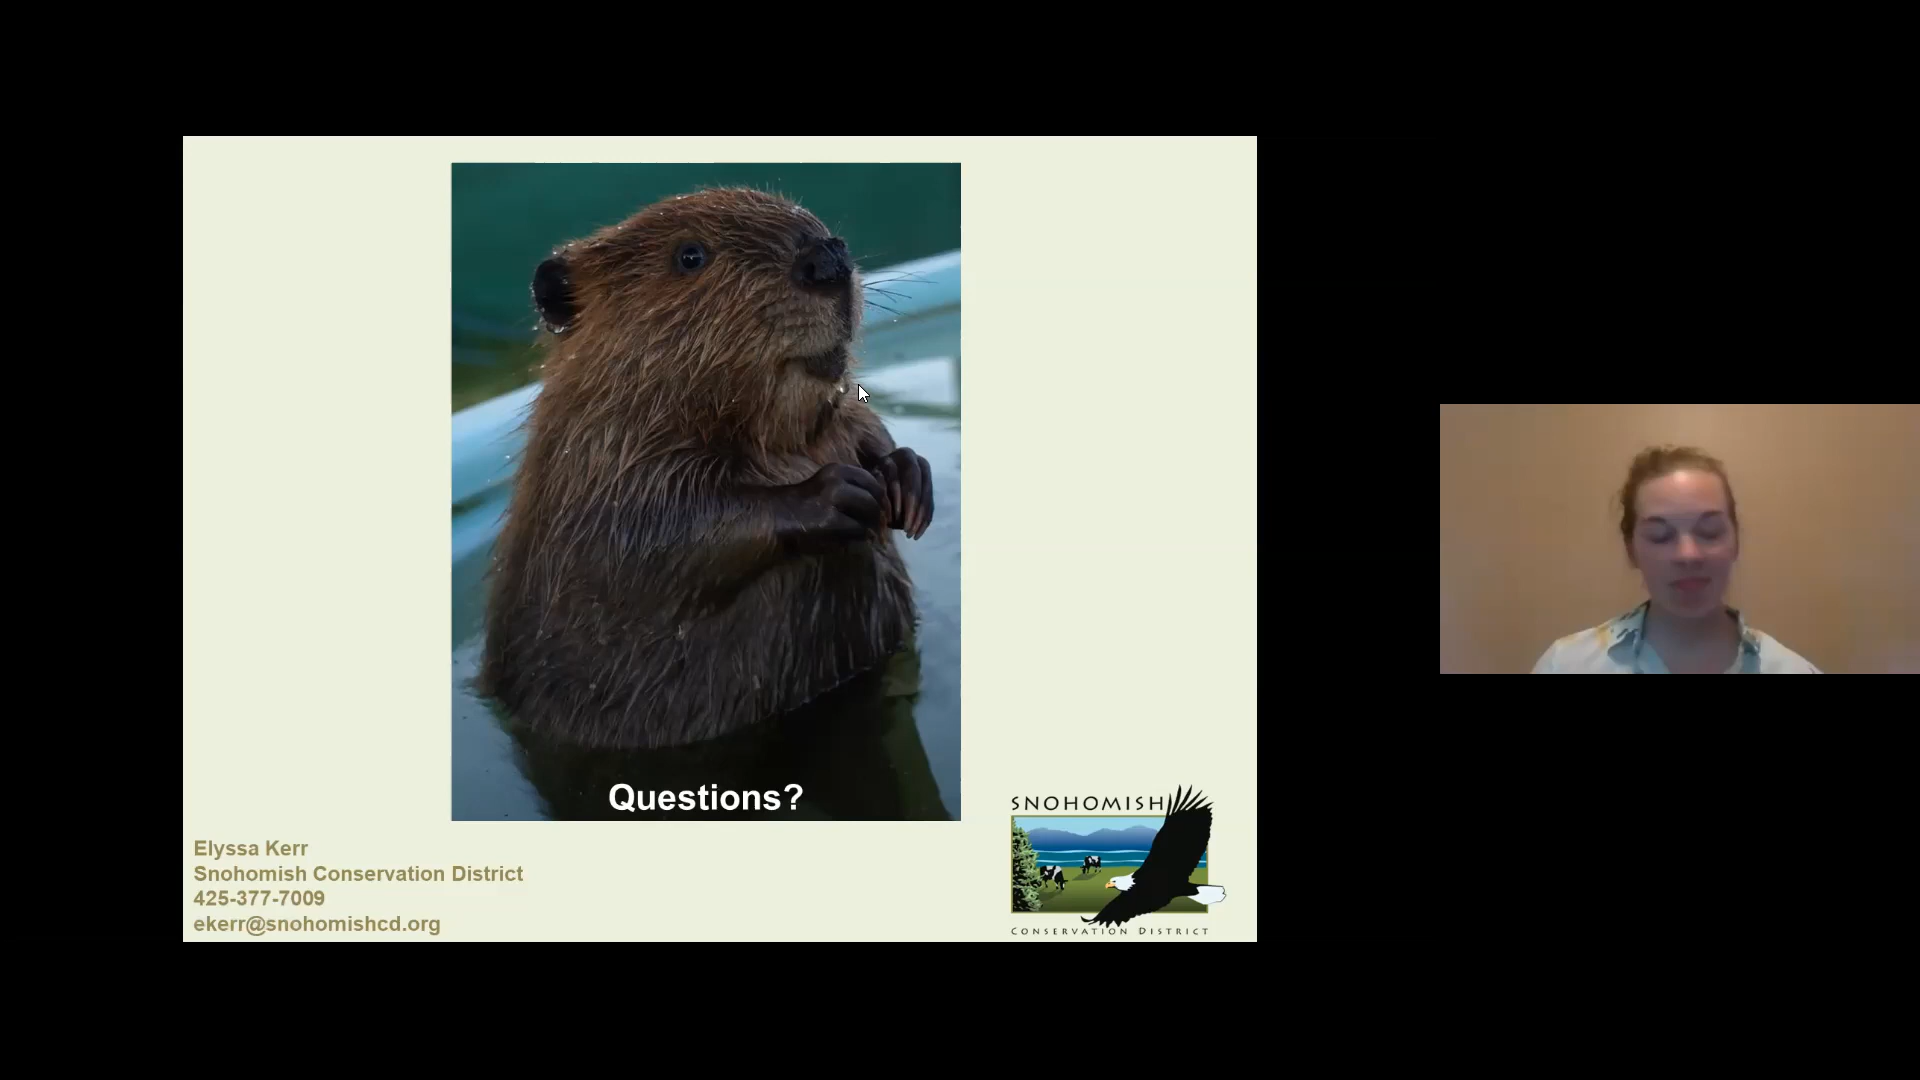 Questions?
Elyssa Kerr
Snohomish Conservation District
425-377-7009
ekerr@snohomishcd.org
SNOHOMISH
CONSERVATION DISTRICT